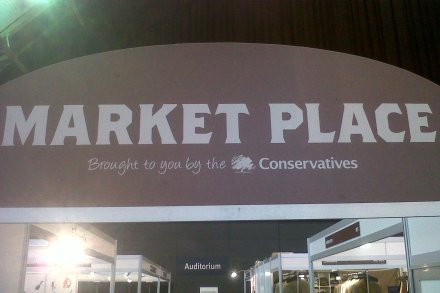 MARKET PLACE
Brought to you by the Conservatives
Auditorium